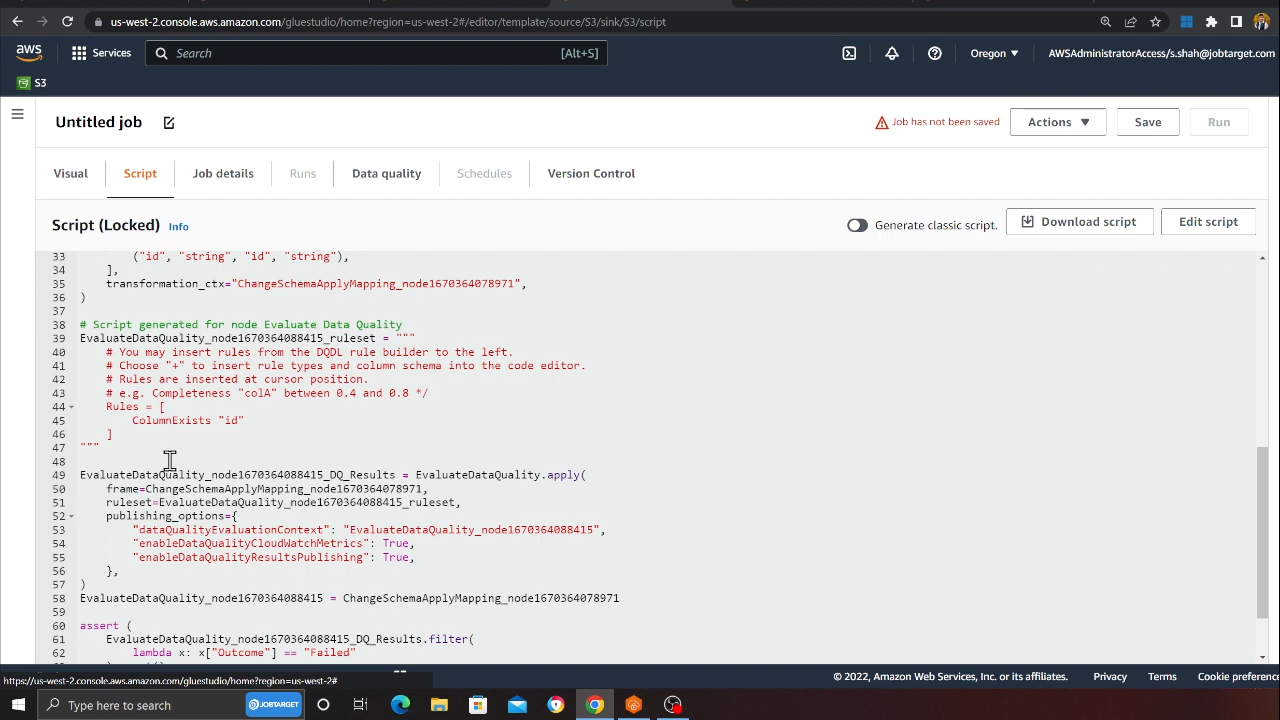 us-west-2.console.aws.amazon.com/gluestudio/home?region=us-west-2#/editor/template/source/S3/sink/S3/script
aws
Services
Search
[Alt+S]
Oregon ▼
AWSAdministratorAccess/s.shah@jobtarget.com
S3
Untitled job
Job has not been saved
Actions ▼
Save
Run
Visual
Script
Job details
Runs
Data quality
Schedules
Version Control
Script (Locked)
Info
Generate classic script.
Download script
Edit script
33 ("id", "string", "id", "string"),
34 ],
35 transformation_ctx="ChangeSchemaApplyMapping_node1670364078971",
36 )
37
38 # Script generated for node Evaluate Data Quality
39 EvaluateDataQuality_node1670364088415_ruleset = """
40 # You may insert rules from the DQDL rule builder to the left.
41 # Choose "+" to insert rule types and column schema into the code editor.
42 # Rules are inserted at cursor position.
43 # e.g. Completeness "colA" between 0.4 and 0.8 */
44 Rules = [
45 ColumnExists "id"
46 ]
47 """
48
49 EvaluateDataQuality_node1670364088415_DQ_Results = EvaluateDataQuality.apply(
50 frame=ChangeSchemaApplyMapping_node1670364078971,
51 ruleset=EvaluateDataQuality_node1670364088415_ruleset,
52 publishing_options={
53 "dataQualityEvaluationContext": "EvaluateDataQuality_node1670364088415",
54 "enableDataQualityCloudWatchMetrics": True,
55 "enableDataQualityResultsPublishing": True,
56 },
57 )
58 EvaluateDataQuality_node1670364088415 = ChangeSchemaApplyMapping_node1670364078971
59
60 assert (
61 EvaluateDataQuality_node1670364088415_DQ_Results.filter(
62 lambda x: x["Outcome"] == "Failed"
https://us-west-2.console.aws.amazon.com/gluestudio/home?region=us-west-2#
© 2022, Amazon Web Services, Inc. or its affiliates.
Privacy
Terms
Cookie preference
Type here to search
JOBTARGET